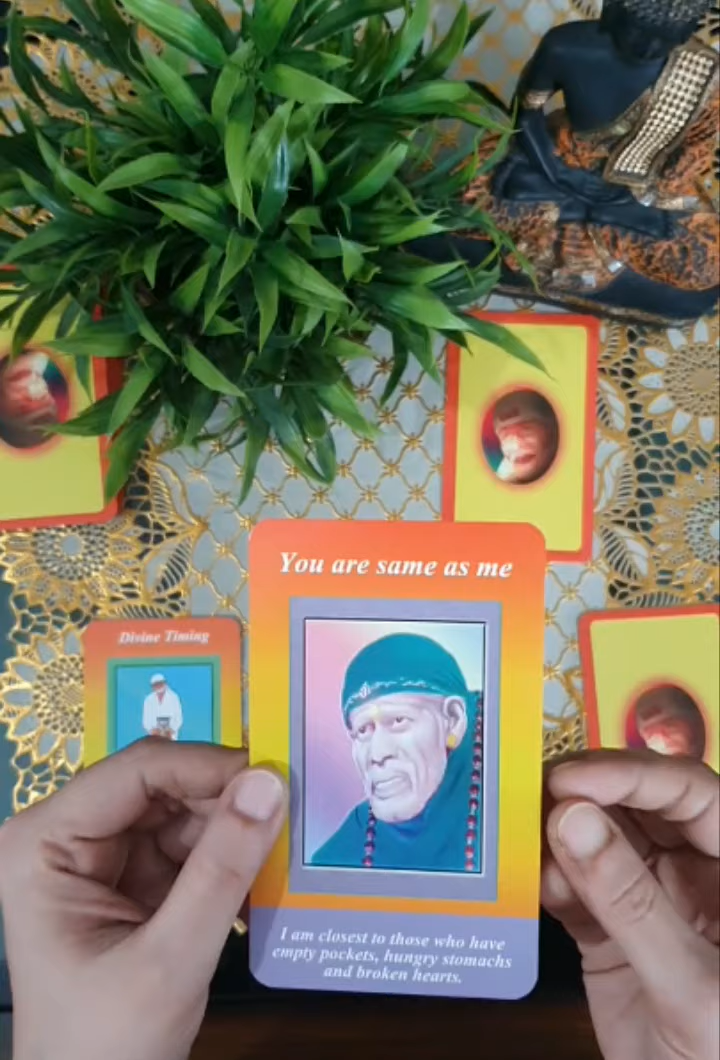 You are same as me
Divine Timing
I am closest to those who have
empty pockets, hungry stomachs
and broken hearts.